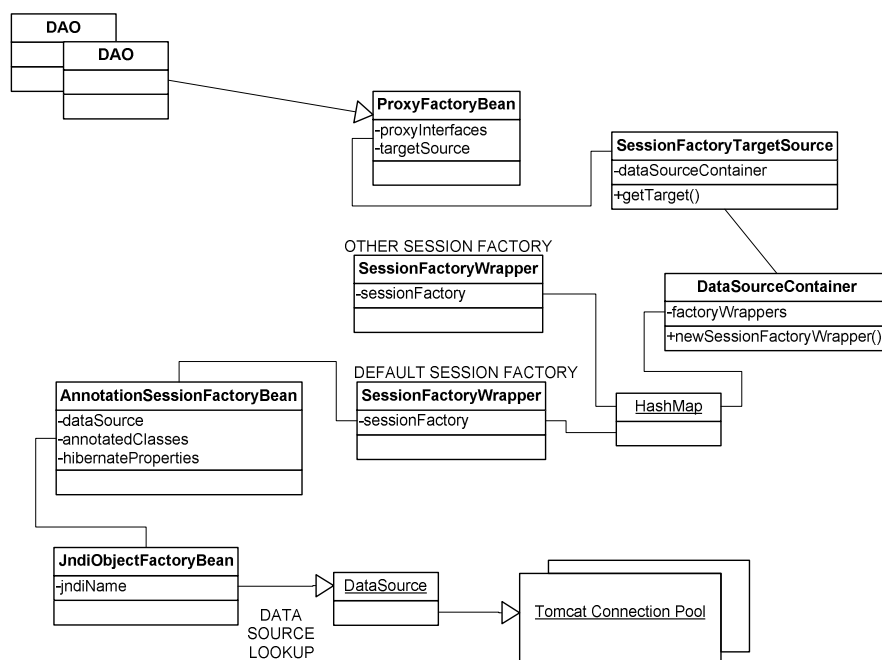 DAO
DAO
ProxyFactoryBean
-proxyInterfaces
-targetSource
SessionFactoryTargetSource
-dataSourceContainer
+getTarget()
OTHER SESSION FACTORY
SessionFactoryWrapper
-sessionFactory
DataSourceContainer
-factoryWrappers
+newSessionFactoryWrapper()
DEFAULT SESSION FACTORY
SessionFactoryWrapper
-sessionFactory
HashMap
AnnotationSessionFactoryBean
-dataSource
-annotatedClasses
-hibernateProperties
JndiObjectFactoryBean
-jndiName
DATA
SOURCE
LOOKUP
DataSource
Tomcat Connection Pool